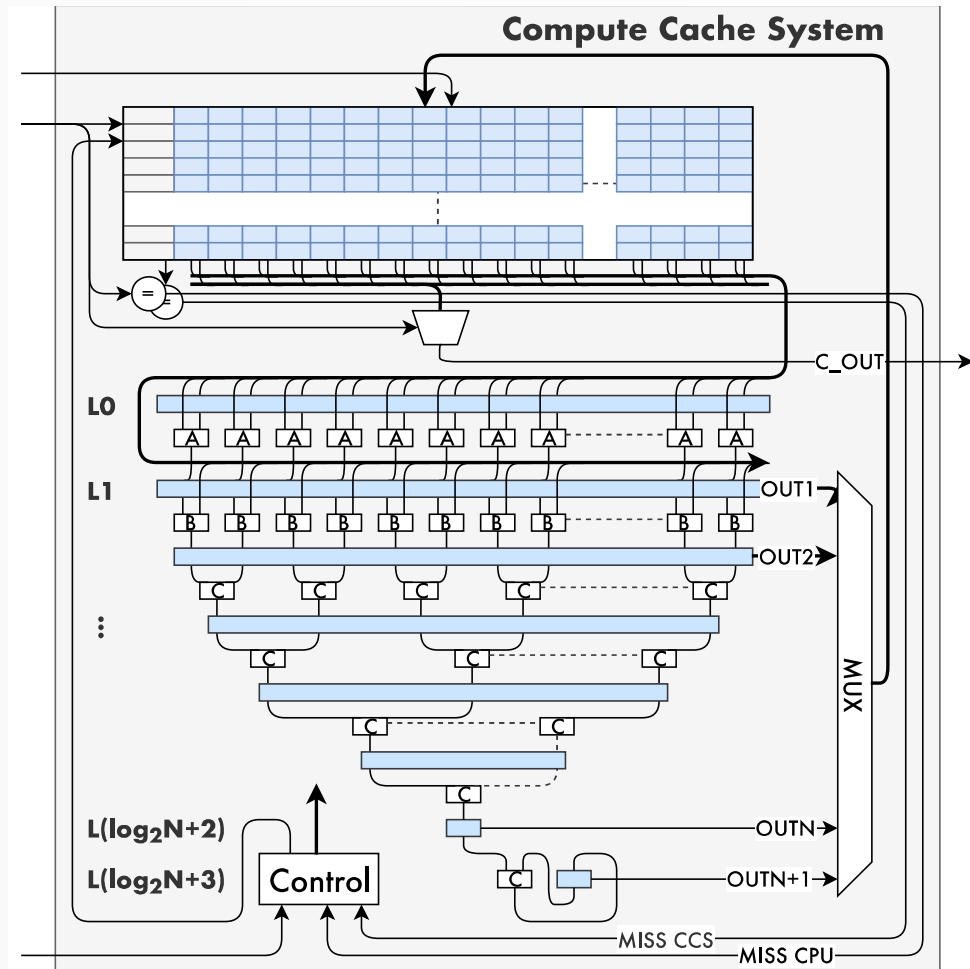 Compute Cache System
= =
C_OUT
L0
A A A A A A A A A A
L1
OUT1
B B B B B B B B B B
OUT2
C C C C C
⋮
C C C
MUX
C C
C
L(log₂N+2)
OUTN
L(log₂N+3)
Control
C
OUTN+1
MISS CCS
MISS CPU